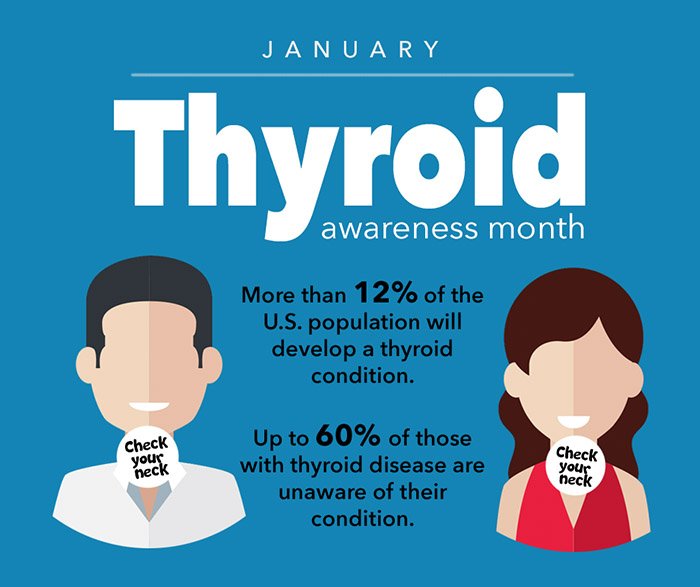 JANUARY
Thyroid
awareness month
More than 12% of the
U.S. population will
develop a thyroid
condition.
Up to 60% of those
with thyroid disease are
unaware of their
condition.
Check
your
neck
Check
your
neck